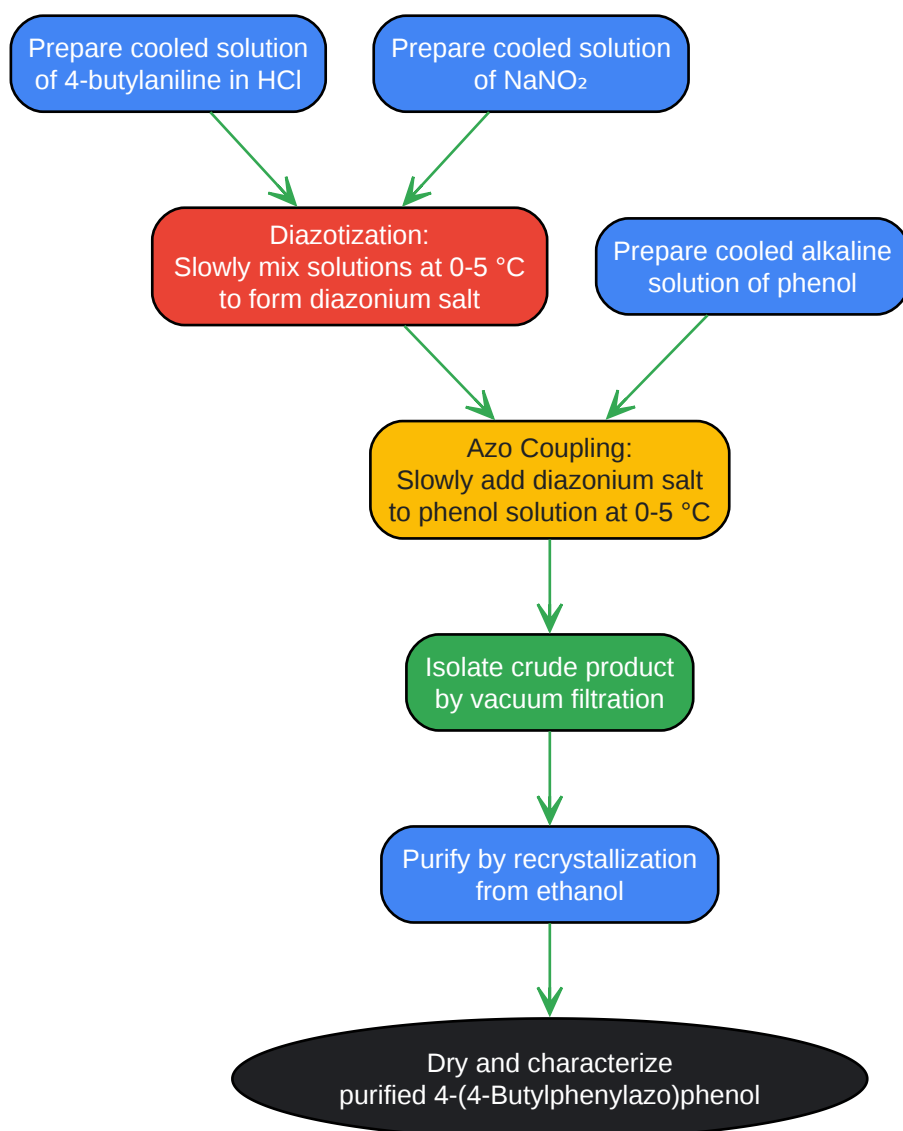 Prepare cooled solution
of 4-butylaniline in HCl
Prepare cooled solution
of NaNO₂
Diazotization:
Slowly mix solutions at 0-5 °C
to form diazonium salt
Prepare cooled alkaline
solution of phenol
Azo Coupling:
Slowly add diazonium salt
to phenol solution at 0-5 °C
Isolate crude product
by vacuum filtration
Purify by recrystallization
from ethanol
Dry and characterize
purified 4-(4-Butylphenylazo)phenol